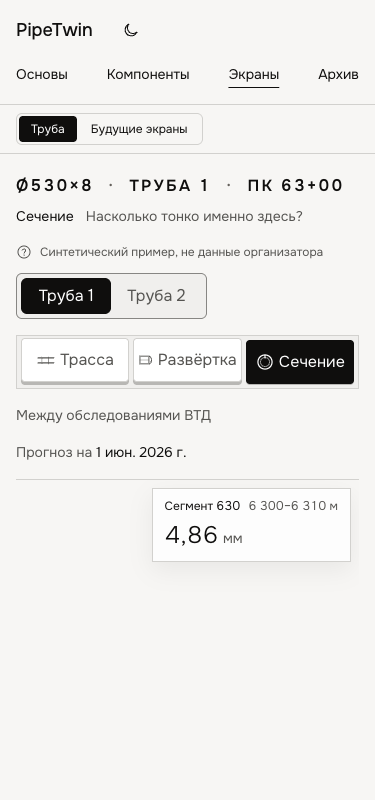 PipeTwin
Основы Компоненты Экраны Архив
Труба Будущие экраны
Ø530×8 · ТРУБА 1 · ПК 63+00
Сечение Насколько тонко именно здесь?
Синтетический пример, не данные организатора
Труба 1 Труба 2
Трасса Развёртка Сечение
Между обследованиями ВТД
Прогноз на 1 июн. 2026 г.
Сегмент 630 6 300–6 310 м
4,86 мм